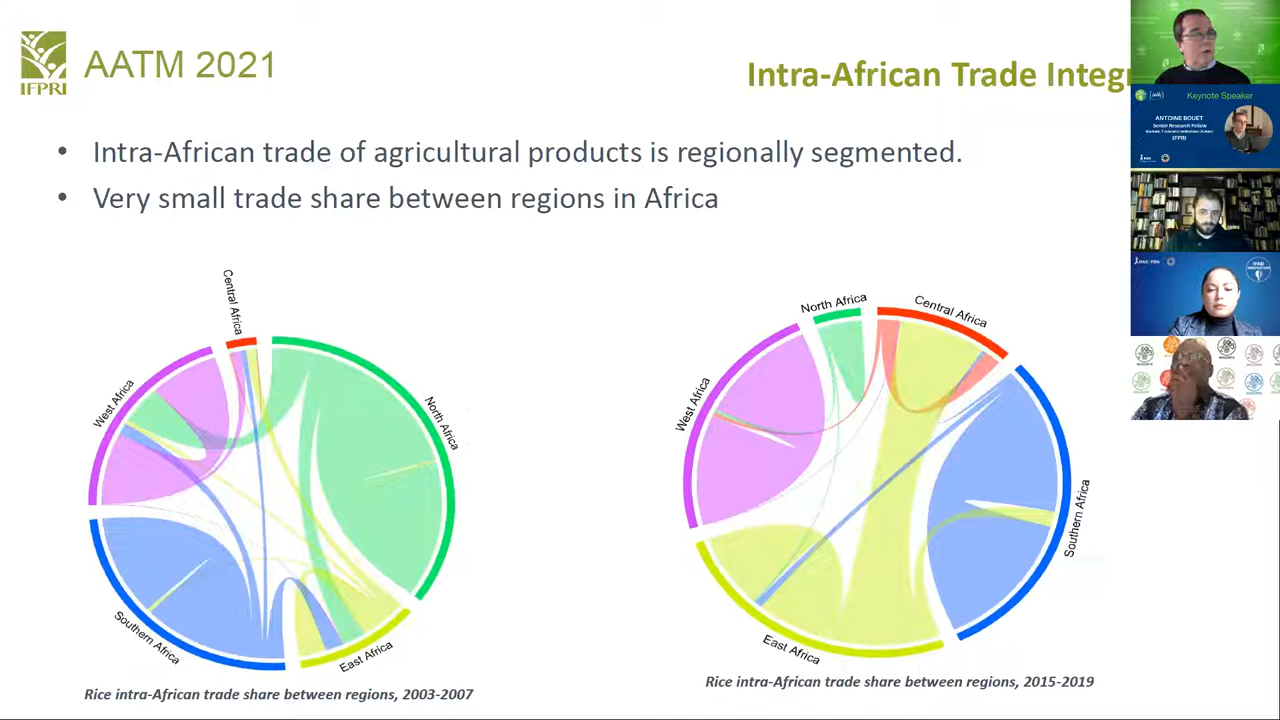 IFPRI
AATM 2021
Intra-African Trade Integr
• Intra-African trade of agricultural products is regionally segmented.
• Very small trade share between regions in Africa
Central Africa
North Africa
West Africa
Southern Africa
East Africa
Rice intra-African trade share between regions, 2003-2007
North Africa
Central Africa
West Africa
Southern Africa
East Africa
Rice intra-African trade share between regions, 2015-2019
Keynote Speaker
ANTOINE BOUET
Senior Research Fellow
IFPRI